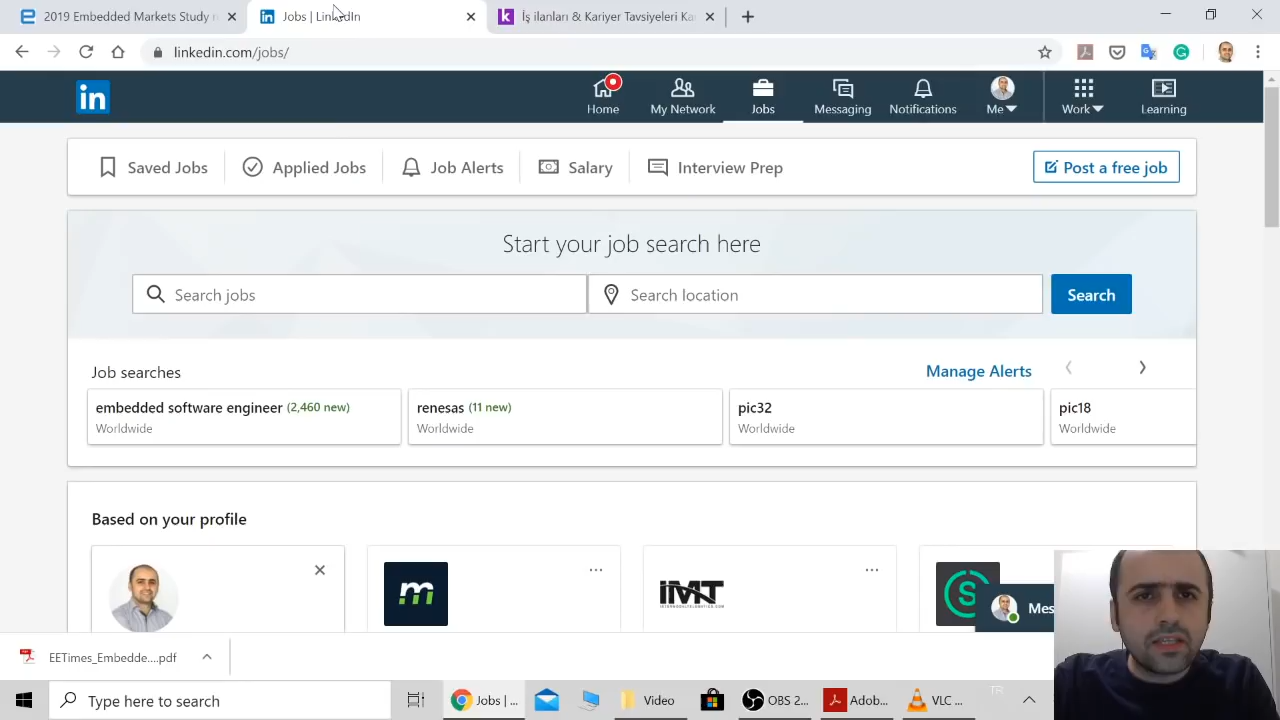 2019 Embedded Markets Study
Jobs | LinkedIn
İş ilanları & Kariyer Tavsiyeleri
linkedin.com/jobs/
in
Home
My Network
Jobs
Messaging
Notifications
Me
Work
Learning
Saved Jobs
Applied Jobs
Job Alerts
Salary
Interview Prep
Post a free job
Start your job search here
Search jobs
Search location
Search
Job searches
Manage Alerts
embedded software engineer (2,460 new)
Worldwide
renesas (11 new)
Worldwide
pic32
Worldwide
pic18
Worldwide
Based on your profile
m
IMT
S
Mes
EETimes_Embedde....pdf
Type here to search
Jobs | ...
Video
OBS 2...
Adob...
VLC ...
TR